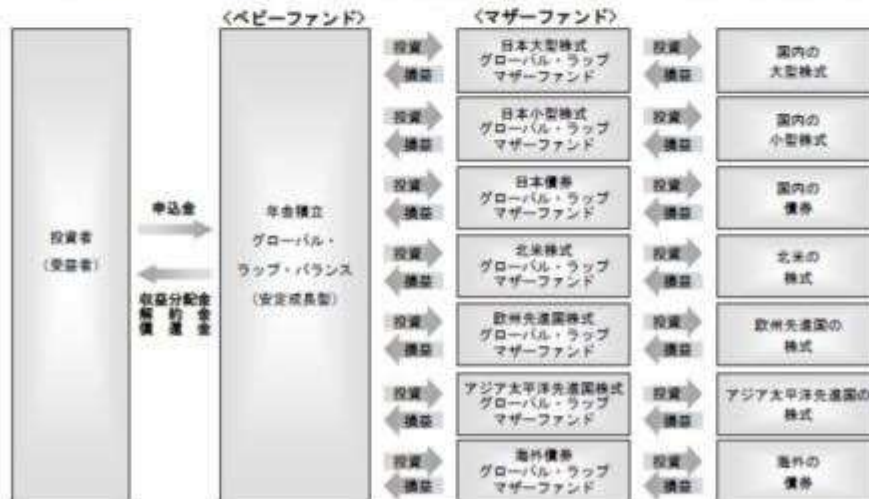 〈ベビーファンド〉
〈マザーファンド〉
投資者
(受益者)
申込金
収益分配金
解約金
償還金
年金積立
グローバル・
ラップ・バランス
(安定成長型)
投資
損益
日本大型株式
グローバル・ラップ
マザーファンド
投資
損益
国内の
大型株式
投資
損益
日本小型株式
グローバル・ラップ
マザーファンド
投資
損益
国内の
小型株式
投資
損益
日本債券
グローバル・ラップ
マザーファンド
投資
損益
国内の
債券
投資
損益
北米株式
グローバル・ラップ
マザーファンド
投資
損益
北米の
株式
投資
損益
欧州先進国株式
グローバル・ラップ
マザーファンド
投資
損益
欧州先進国の
株式
投資
損益
アジア太平洋先進国株式
グローバル・ラップ
マザーファンド
投資
損益
アジア太平洋先進国の
株式
投資
損益
海外債券
グローバル・ラップ
マザーファンド
投資
損益
海外の
債券